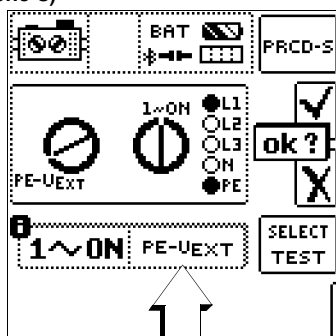 BAT
PRCD-S
1~ON
L1
L2
L3
N
PE
PE-UEXT
ok ?
1~ON PE-UEXT
SELECT
TEST